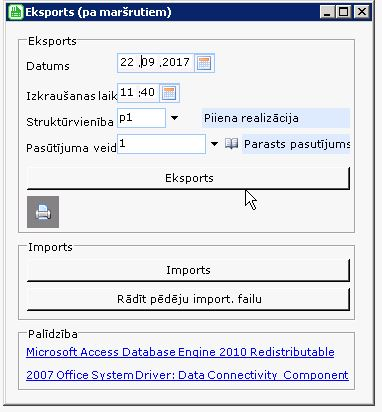 Eksports (pa maršrutiem)
Eksports
Datums 22 .09 .2017
Izkraušanas laik 11 :40
Struktūrvienība p1 Piiena realizācija
Pasūtījuma veid 1 Parasts pasutījums
Eksports
Imports
Imports
Rādīt pēdēju import. failu
Palīdzība
Microsoft Access Database Engine 2010 Redistributable
2007 Office System Driver: Data Connectivity Component